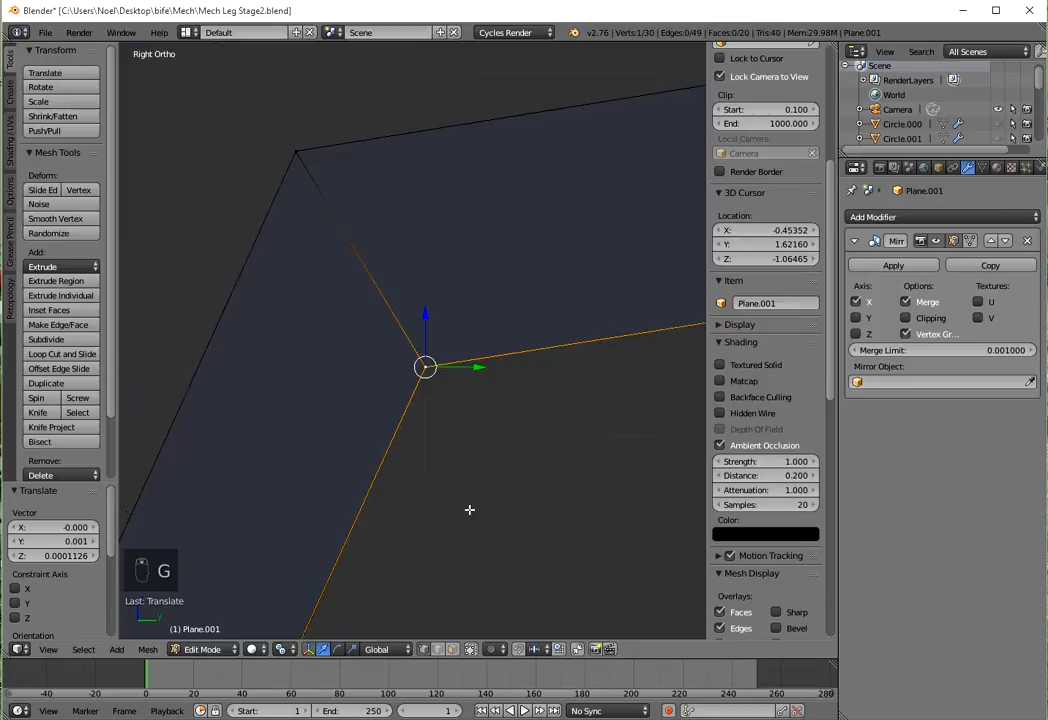 Blender* [C:\Users\Noel\Desktop\bife\Mech\Mech Leg Stage2.blend]
File Render Window Help Default Scene Cycles Render v2.76 | Verts:1/30 | Edges:0/49 | Faces:0/20 | Tris:40 | Mem:29.98M | Plane.001
Tools
Create
Shading / UVs
Options
Grease Pencil
Retopology
Transform
Translate
Rotate
Scale
Shrink/Fatten
Push/Pull
Mesh Tools
Deform:
Slide Ed Vertex
Noise
Smooth Vertex
Randomize
Add:
Extrude
Extrude Region
Extrude Individual
Inset Faces
Make Edge/Face
Subdivide
Loop Cut and Slide
Offset Edge Slide
Duplicate
Spin Screw
Knife Select
Knife Project
Bisect
Remove:
Delete
Translate
Vector
X: -0.000
Y: 0.001
Z: 0.0001126
Constraint Axis
X
Y
Z
Orientation
Right Ortho
G
Last: Translate
y
(1) Plane.001
Lock to Cursor
Lock Camera to View
Clip:
Start: 0.100
End: 1000.000
Local Camera:
Camera
Render Border
3D Cursor
Location:
X: -0.45352
Y: 1.62160
Z: -1.06465
Item
Plane.001
Display
Shading
Textured Solid
Matcap
Backface Culling
Hidden Wire
Depth Of Field
Ambient Occlusion
Strength: 1.000
Distance: 0.200
Attenuation: 1.000
Samples: 20
Color:
Motion Tracking
Mesh Display
Overlays:
Faces Sharp
Edges Bevel
View Search All Scenes
Scene
RenderLayers
World
Camera
Circle.000
Circle.001
Plane.001
Add Modifier
Mirr
Apply Copy
Axis: Options: Textures:
X Merge U
Y Clipping V
Z Vertex Gr...
Merge Limit: 0.001000
Mirror Object:
View Select Add Mesh Edit Mode Global
-40 -20 0 20 40 60 80 100 120 140 160 180 200 220 240 260 280
View Marker Frame Playback Start: 1 End: 250 1 No Sync